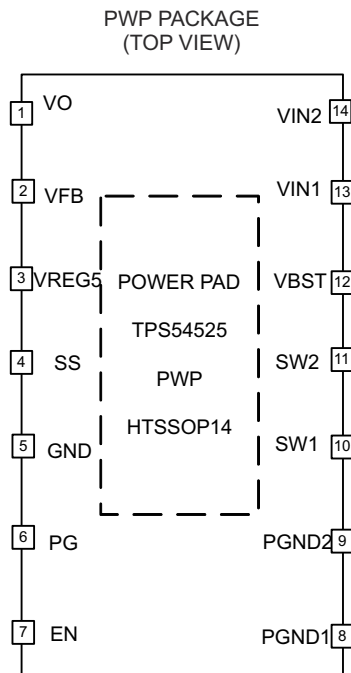 PWP PACKAGE
(TOP VIEW)
1 VO
VIN2 14
2 VFB
VIN1 13
3 VREG5
POWER PAD
VBST 12
TPS54525
4 SS
SW2 11
PWP
HTSSOP14
5 GND
SW1 10
6 PG
PGND2 9
7 EN
PGND1 8